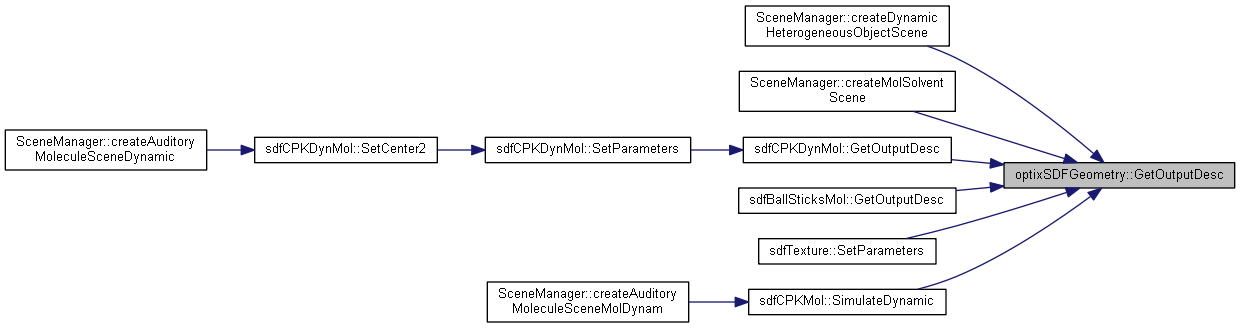 SceneManager::createDynamic
HeterogeneousObjectScene
SceneManager::createMolSolvent
Scene
SceneManager::createAuditory
MoleculeSceneDynamic
sdfCPKDynMol::SetCenter2
sdfCPKDynMol::SetParameters
sdfCPKDynMol::GetOutputDesc
optixSDFGeometry::GetOutputDesc
sdfBallSticksMol::GetOutputDesc
sdfTexture::SetParameters
SceneManager::createAuditory
MoleculeSceneMolDynam
sdfCPKMol::SimulateDynamic